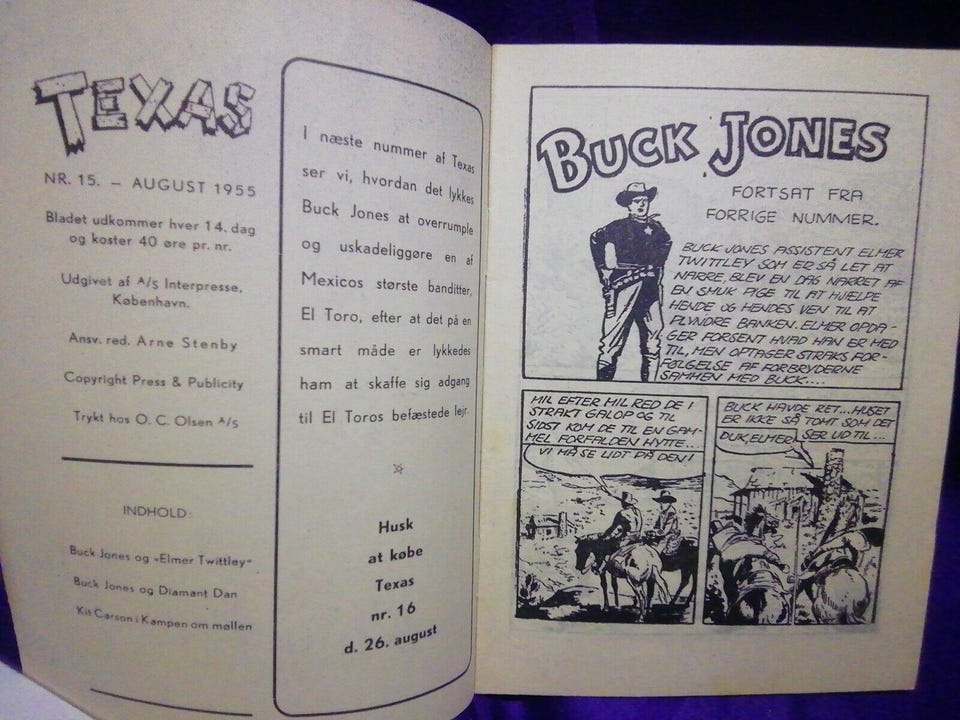 TEXAS
NR. 15. – AUGUST 1955
Bladet udkommer hver 14. dag
og koster 40 øre pr. nr.
Udgivet af A/S Interpresse,
København.
Ansv. red. Arne Stenby
Copyright Press & Publicity
Trykt hos O. C. Olsen A/S
INDHOLD:
Buck Jones og »Elmer Twittley«
Buck Jones og Diamant Dan
Kit Carson i Kampen om møllen
I næste nummer af Texas
ser vi, hvordan det lykkes
Buck Jones at overrumple
og uskadeliggøre en af
Mexicos største banditter,
El Toro, efter at det på en
smart måde er lykkedes
ham at skaffe sig adgang
til El Toros befæstede lejr.
Husk
at købe
Texas
nr. 16
d. 26. august
BUCK JONES
FORTSAT FRA
FORRIGE NUMMER.
BUCK JONES ASSISTENT ELMER
TWITTLEY SOM ER SÅ LET AT
NARRE, BLEV EN DAG NARRET AF
EN SMUK PIGE TIL AT HJÆLPE
HENDE OG HENDES VEN TIL AT
PLYNDRE BANKEN. ELMER OPDA-
GER FORSENT HVAD HAN ER MED
TIL, MEN OPTAGER STRAKS FOR-
FØLGELSE AF FORBRYDERNE
SAMMEN MED BUCK....
MIL EFTER MIL RED DE I
STRAKT GALOP OG TIL
SIDST KOM DE TIL EN GAM-
MEL FORFALDEN HYTTE...
VI MÅ SE LIDT PÅ DEN!
BUCK HAVDE RET...HUSET
ER IKKE SÅ TOMT SOM DET
SER UD TIL...
DUK, ELMER